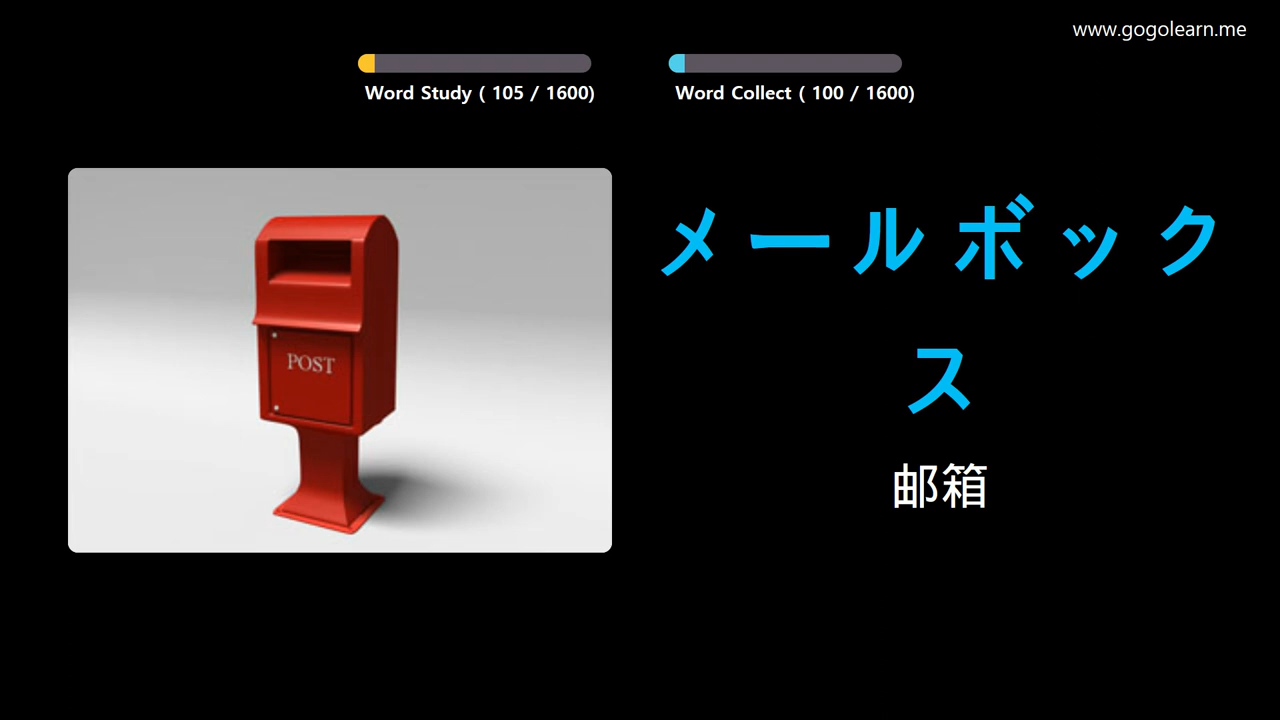 www.gogolearn.me
Word Study ( 105 / 1600)
Word Collect ( 100 / 1600)
POST
メールボック
ス
邮箱